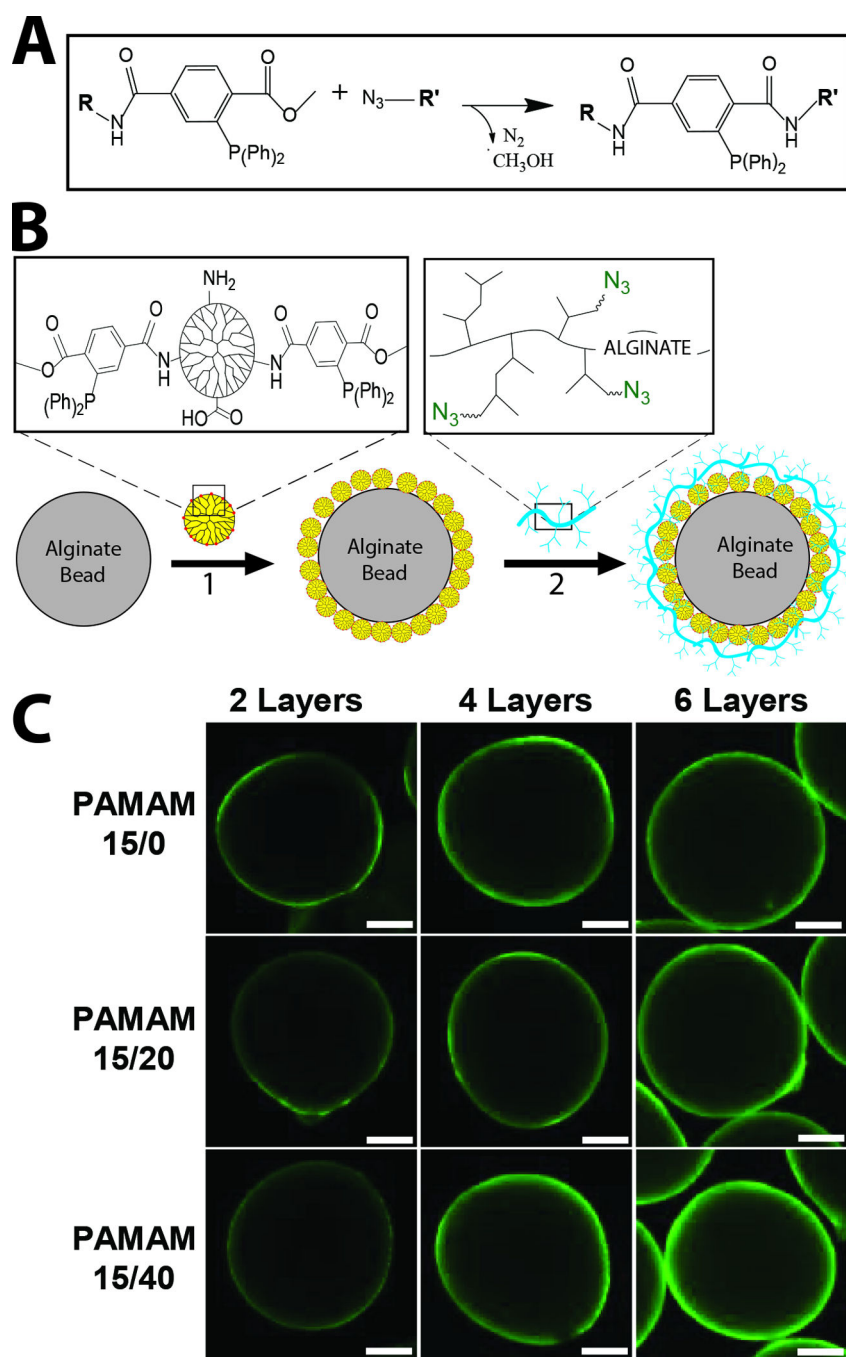 A
O
R
N
H
O
O
P(Ph)₂
+
N₃—R'
N₂
CH₃OH
O
R
N
H
O
R'
N
H
P(Ph)₂
B
NH₂
O
O
O
O
O
O
N
H
N
H
(Ph)₂P
P(Ph)₂
HO
O
N₃
ALGINATE
N₃
N₃
Alginate
Bead
1
Alginate
Bead
2
Alginate
Bead
C
2 Layers
4 Layers
6 Layers
PAMAM
15/0
PAMAM
15/20
PAMAM
15/40